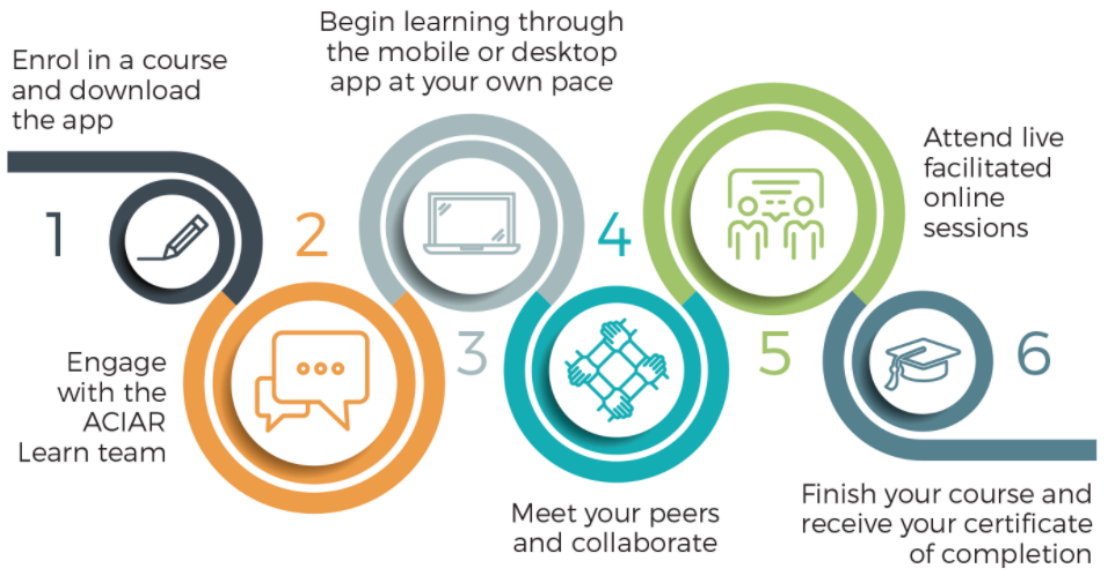 Enrol in a course
and download
the app
1
Engage
with the
ACIAR
Learn team
2
Begin learning through
the mobile or desktop
app at your own pace
3
Meet your peers
and collaborate
4
Attend live
facilitated
online
sessions
5
Finish your course and
receive your certificate
of completion
6